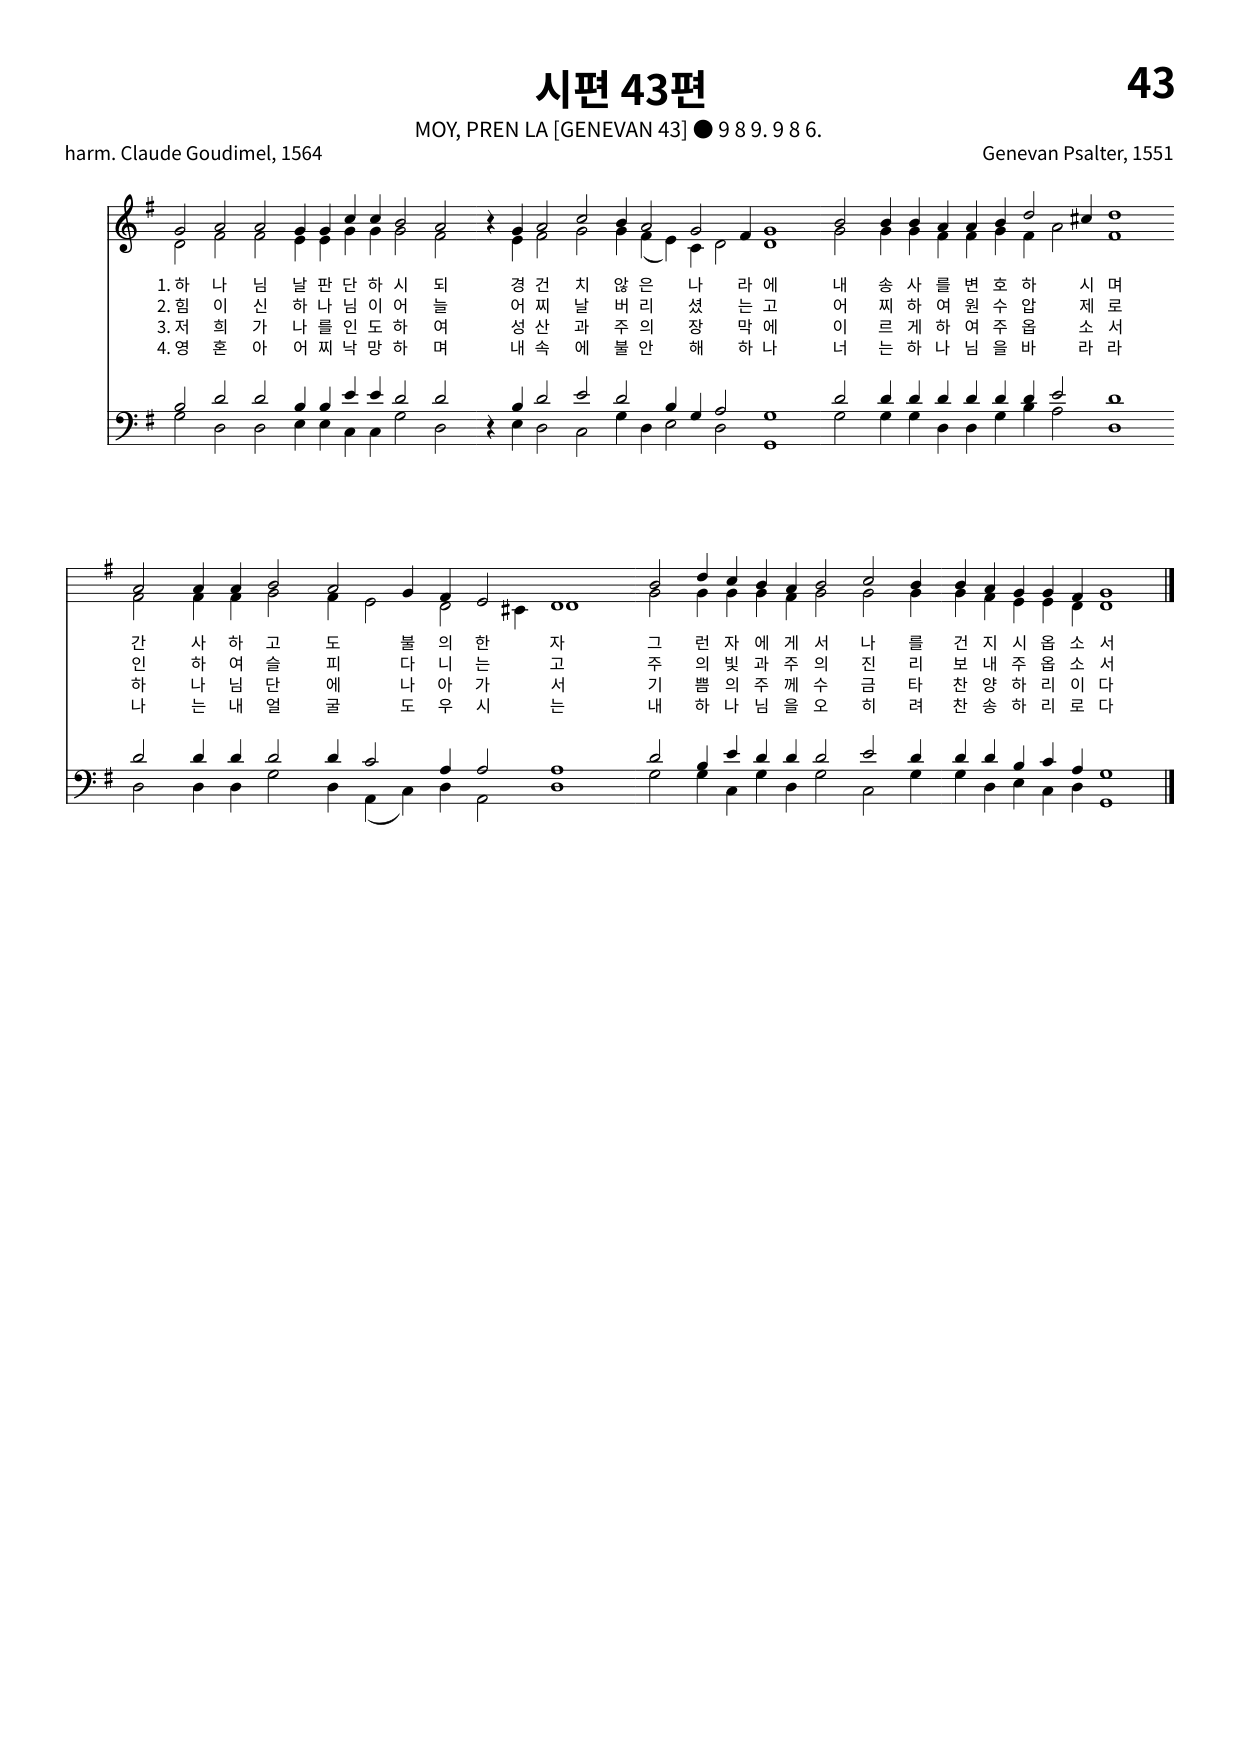 시편 43편
43
MOY, PREN LA [GENEVAN 43] ● 9 8 9. 9 8 6.
harm. Claude Goudimel, 1564
Genevan Psalter, 1551
1. 하 나 님 날 판 단 하 시 되 경 건 치 않 은 나 라 에 내 송 사 를 변 호 하 시 며
2. 힘 이 신 하 나 님 이 어 늘 어 찌 날 버 리 셨 는 고 어 찌 하 여 원 수 압 제 로
3. 저 희 가 나 를 인 도 하 여 성 산 과 주 의 장 막 에 이 르 게 하 여 주 옵 소 서
4. 영 혼 아 어 찌 낙 망 하 며 내 속 에 불 안 해 하 나 너 는 하 나 님 을 바 라 라
간 사 하 고 도 불 의 한 자 그 런 자 에 게 서 나 를 건 지 시 옵 소 서
인 하 여 슬 피 다 니 는 고 주 의 빛 과 주 의 진 리 보 내 주 옵 소 서
하 나 님 단 에 나 아 가 서 기 쁨 의 주 께 수 금 타 찬 양 하 리 이 다
나 는 내 얼 굴 도 우 시 는 내 하 나 님 을 오 히 려 찬 송 하 리 로 다